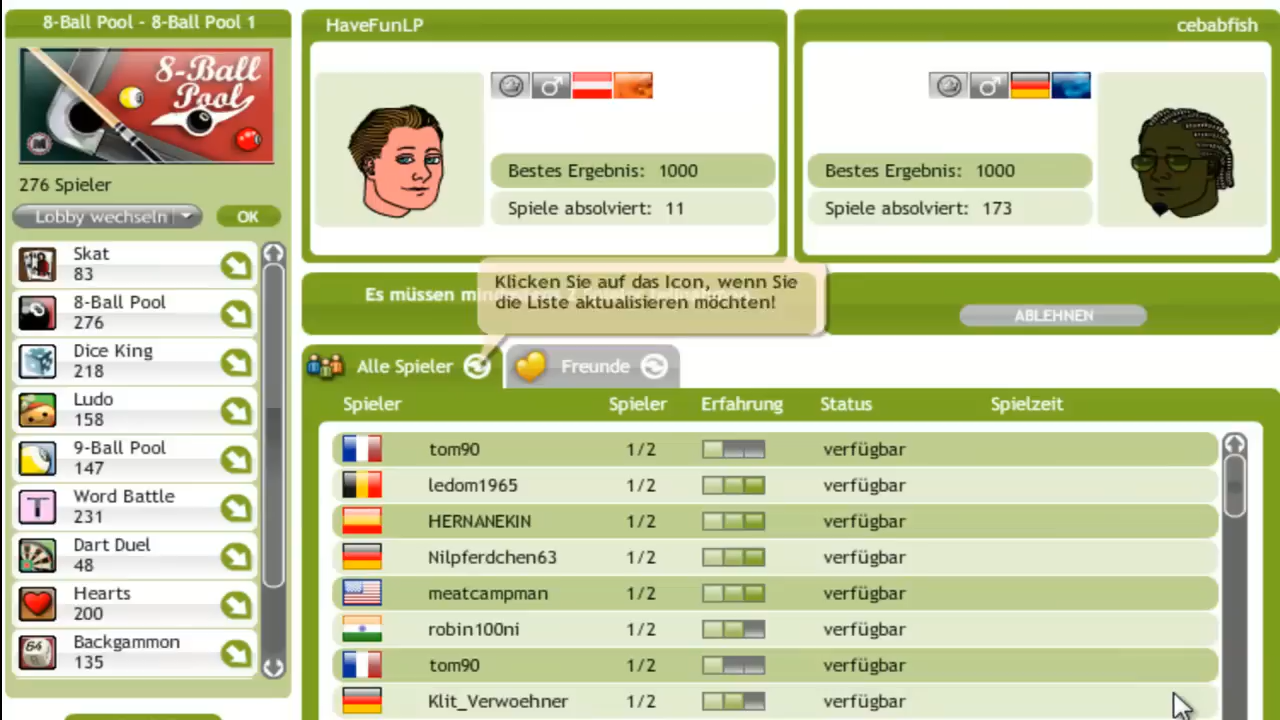 8-Ball Pool - 8-Ball Pool 1
8-Ball
Pool
276 Spieler
Lobby wechseln
OK
Skat
83
8-Ball Pool
276
Dice King
218
Ludo
158
9-Ball Pool
147
Word Battle
231
Dart Duel
48
Hearts
200
Backgammon
64
135
HaveFunLP
Bestes Ergebnis: 1000
Spiele absolviert: 11
cebabfish
Bestes Ergebnis: 1000
Spiele absolviert: 173
Es müssen
Klicken Sie auf das Icon, wenn Sie
die Liste aktualisieren möchten!
ABLEHNEN
Alle Spieler
Freunde
Spieler Spieler Erfahrung Status Spielzeit
tom90 1/2 verfügbar
ledom1965 1/2 verfügbar
HERNANEKIN 1/2 verfügbar
Nilpferdchen63 1/2 verfügbar
meatcampman 1/2 verfügbar
robin100ni 1/2 verfügbar
tom90 1/2 verfügbar
Klit_Verwoehner 1/2 verfügbar